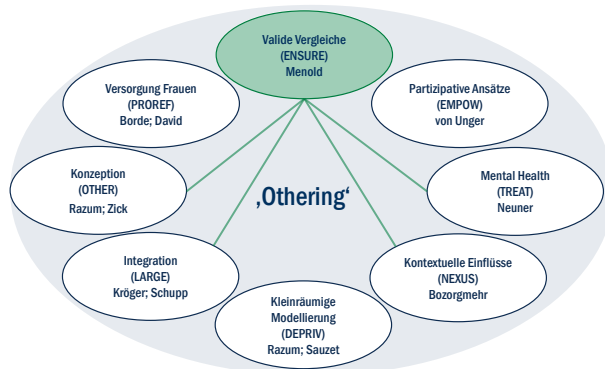 Valide Vergleiche
(ENSURE)
Menold
Versorgung Frauen
(PROREF)
Borde; David
Partizipative Ansätze
(EMPOW)
von Unger
Konzeption
(OTHER)
Razum; Zick
Mental Health
(TREAT)
Neuner
‚Othering‘
Integration
(LARGE)
Kröger; Schupp
Kontextuelle Einflüsse
(NEXUS)
Bozorgmehr
Kleinräumige
Modellierung
(DEPRIV)
Razum; Sauzet